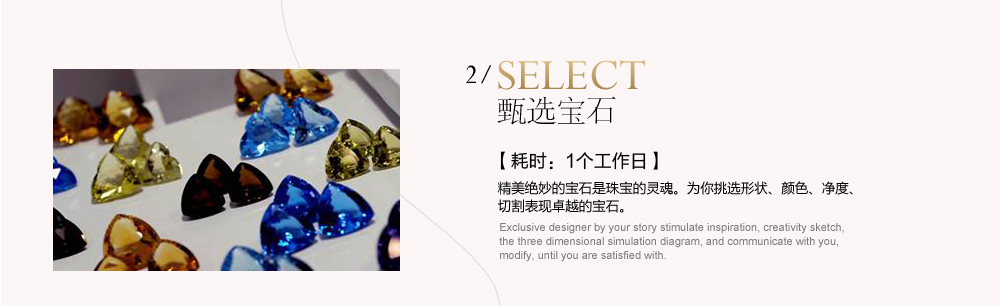 2/ SELECT
甄选宝石
【 耗时：1个工作日 】
精美绝妙的宝石是珠宝的灵魂。为你挑选形状、颜色、净度、
切割表现卓越的宝石。
Exclusive designer by your story stimulate inspiration, creativity sketch,
the three dimensional simulation diagram, and communicate with you,
modify, until you are satisfied with.